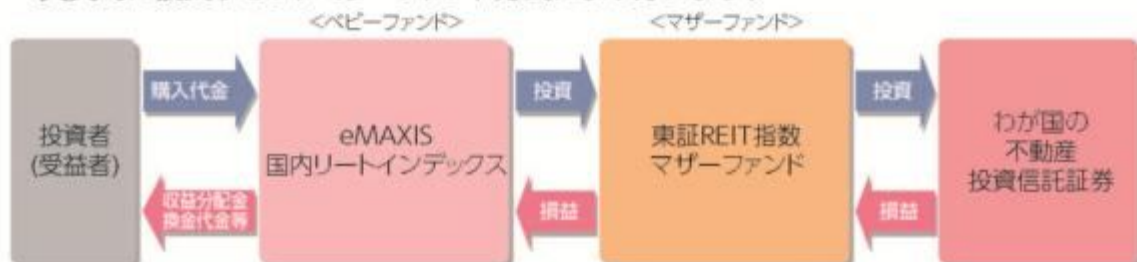 <ベビーファンド>
<マザーファンド>
投資者
(受益者)
購入代金
収益分配金
換金代金等
eMAXIS
国内リートインデックス
投資
損益
東証REIT指数
マザーファンド
投資
損益
わが国の
不動産
投資信託証券